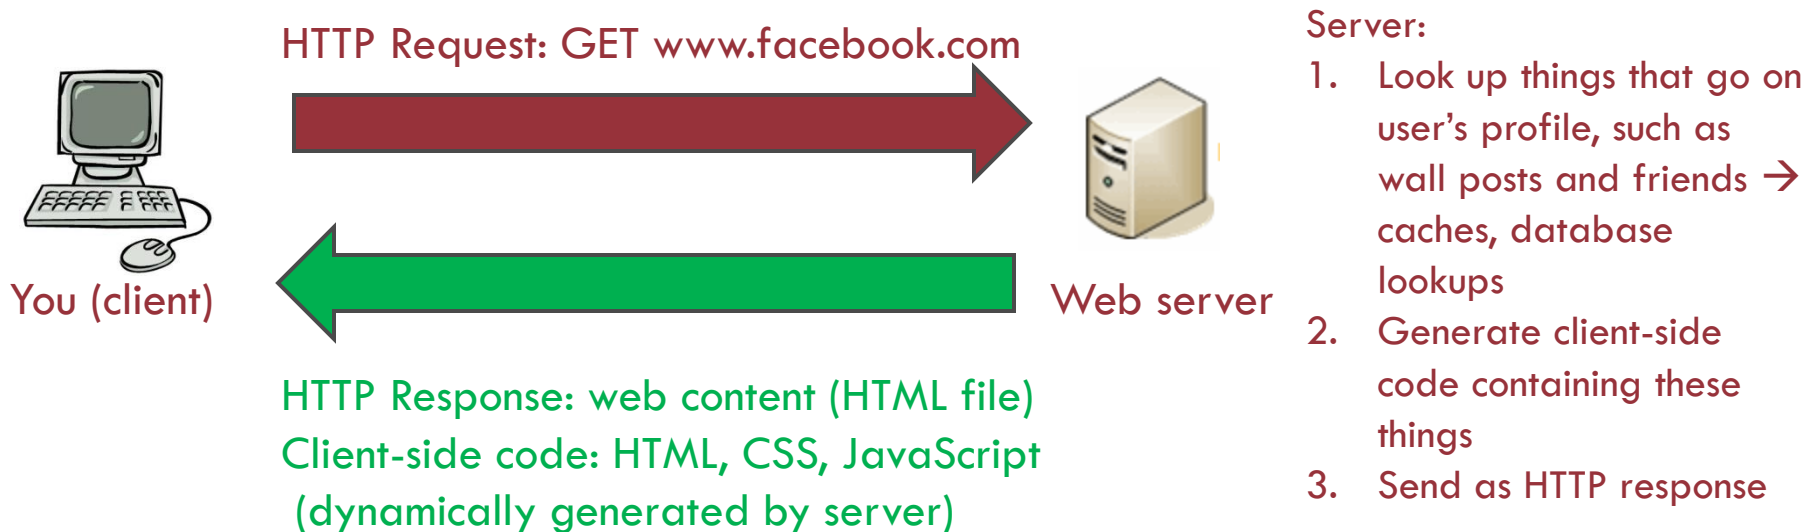 HTTP Request: GET www.facebook.com
You (client)
Web server
HTTP Response: web content (HTML file)
Client-side code: HTML, CSS, JavaScript
(dynamically generated by server)
Server:
1. Look up things that go on
user's profile, such as
wall posts and friends →
caches, database
lookups
2. Generate client-side
code containing these
things
3. Send as HTTP response